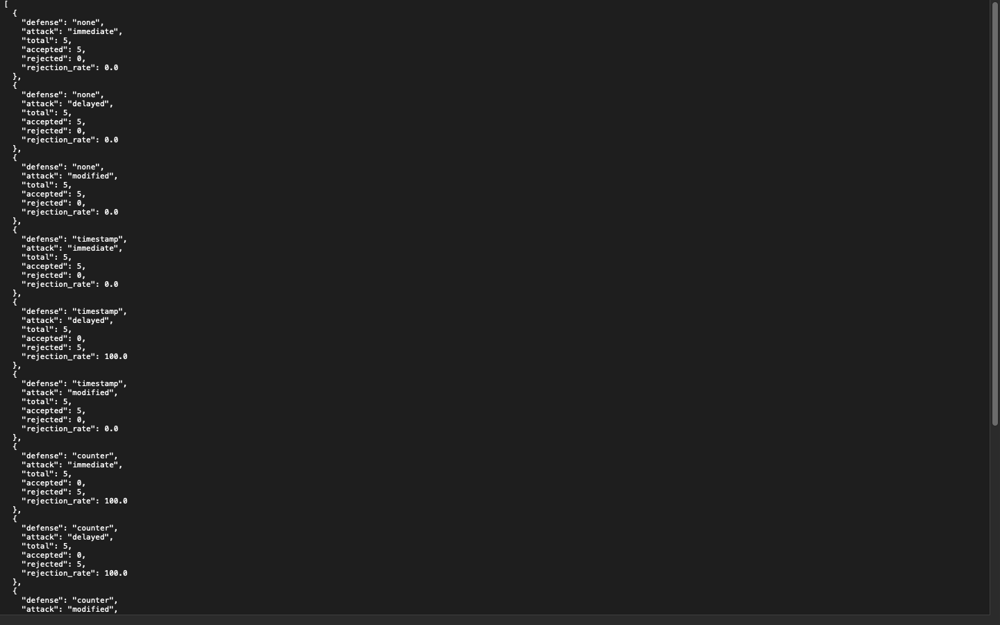 [
  {
    "defense": "none",
    "attack": "immediate",
    "total": 5,
    "accepted": 5,
    "rejected": 0,
    "rejection_rate": 0.0
  },
  {
    "defense": "none",
    "attack": "delayed",
    "total": 5,
    "accepted": 5,
    "rejected": 0,
    "rejection_rate": 0.0
  },
  {
    "defense": "none",
    "attack": "modified",
    "total": 5,
    "accepted": 5,
    "rejected": 0,
    "rejection_rate": 0.0
  },
  {
    "defense": "timestamp",
    "attack": "immediate",
    "total": 5,
    "accepted": 5,
    "rejected": 0,
    "rejection_rate": 0.0
  },
  {
    "defense": "timestamp",
    "attack": "delayed",
    "total": 5,
    "accepted": 0,
    "rejected": 5,
    "rejection_rate": 100.0
  },
  {
    "defense": "timestamp",
    "attack": "modified",
    "total": 5,
    "accepted": 5,
    "rejected": 0,
    "rejection_rate": 0.0
  },
  {
    "defense": "counter",
    "attack": "immediate",
    "total": 5,
    "accepted": 0,
    "rejected": 5,
    "rejection_rate": 100.0
  },
  {
    "defense": "counter",
    "attack": "delayed",
    "total": 5,
    "accepted": 0,
    "rejected": 5,
    "rejection_rate": 100.0
  },
  {
    "defense": "counter",
    "attack": "modified",